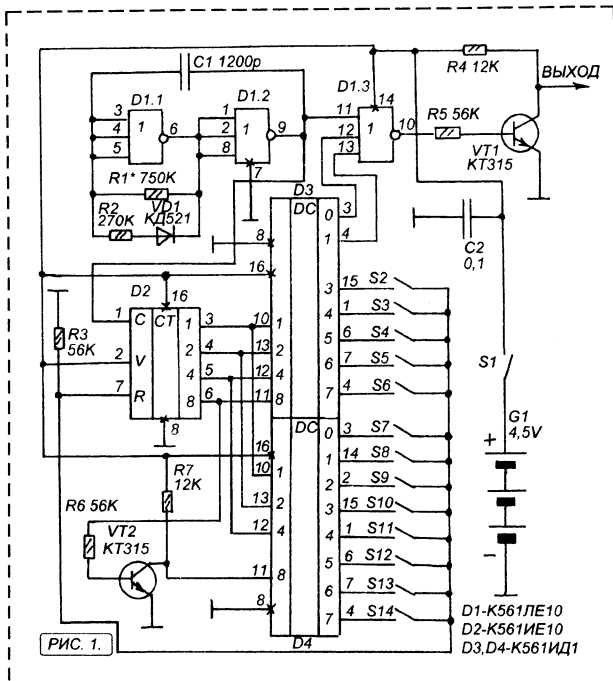 C1 1200p
D1.1
D1.2
D1.3
3
4
5
1
6
1
2
8
1
9
7
11
12
13
1
14
10
R4 12K
ВЫХОД
R5 56K
VT1
КТ315
R1* 750K
R2
270K
VD1
КД521
C2
0,1
D3
DC
8
16
0
3
1
4
D2
16
1
C
CT
2
V
7
R
8
1
3
2
4
4
5
8
6
R3
56K
10
1
13
2
12
4
11
8
3
15
S2
4
1
S3
5
6
S4
6
7
S5
7
4
S6
S1
G1
4,5V
+
-
DC
16
10
1
13
2
12
4
11
8
8
0
3
S7
1
14
S8
2
2
S9
3
15
S10
4
1
S11
5
6
S12
6
7
S13
7
4
S14
D4
R7
12K
R6 56K
VT2
КТ315
РИС. 1.
D1-К561ЛЕ10
D2-К561ИЕ10
D3,D4-К561ИД1